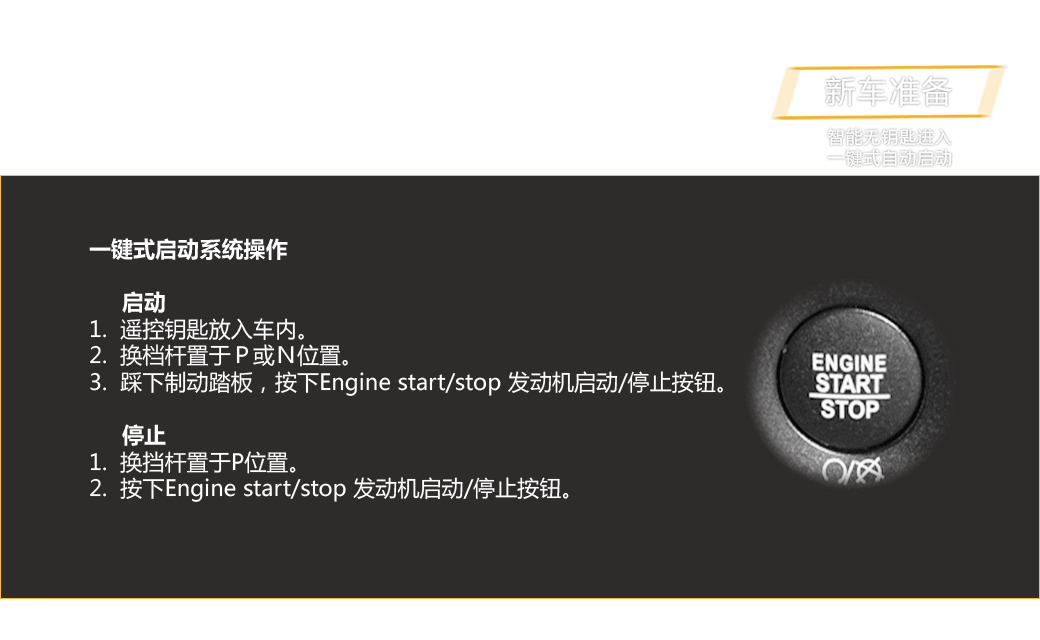 新车准备
智能无钥匙进入
一键式自动启动
一键式启动系统操作
启动
1. 遥控钥匙放入车内。
2. 换档杆置于P或N位置。
3. 踩下制动踏板，按下Engine start/stop 发动机启动/停止按钮。
停止
1. 换挡杆置于P位置。
2. 按下Engine start/stop 发动机启动/停止按钮。
ENGINE
START
STOP